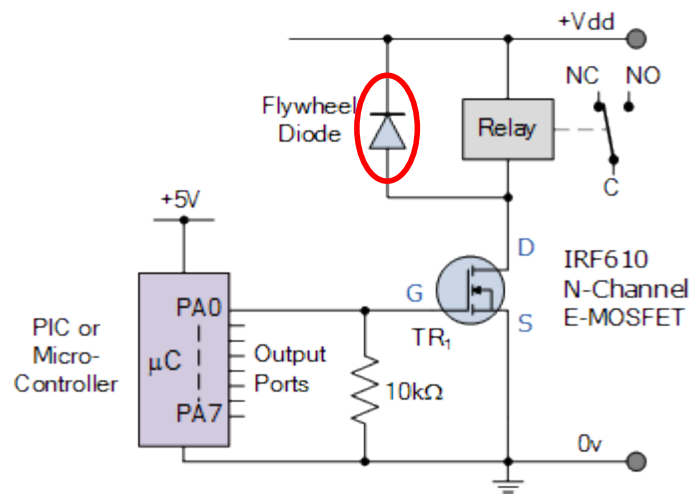 +Vdd
NC NO
Flywheel
Diode
Relay
C
+5V
D
IRF610
N-Channel
E-MOSFET
G
S
TR₁
PIC or
Micro-
Controller
PA0
µC
PA7
Output
Ports
10kΩ
0v